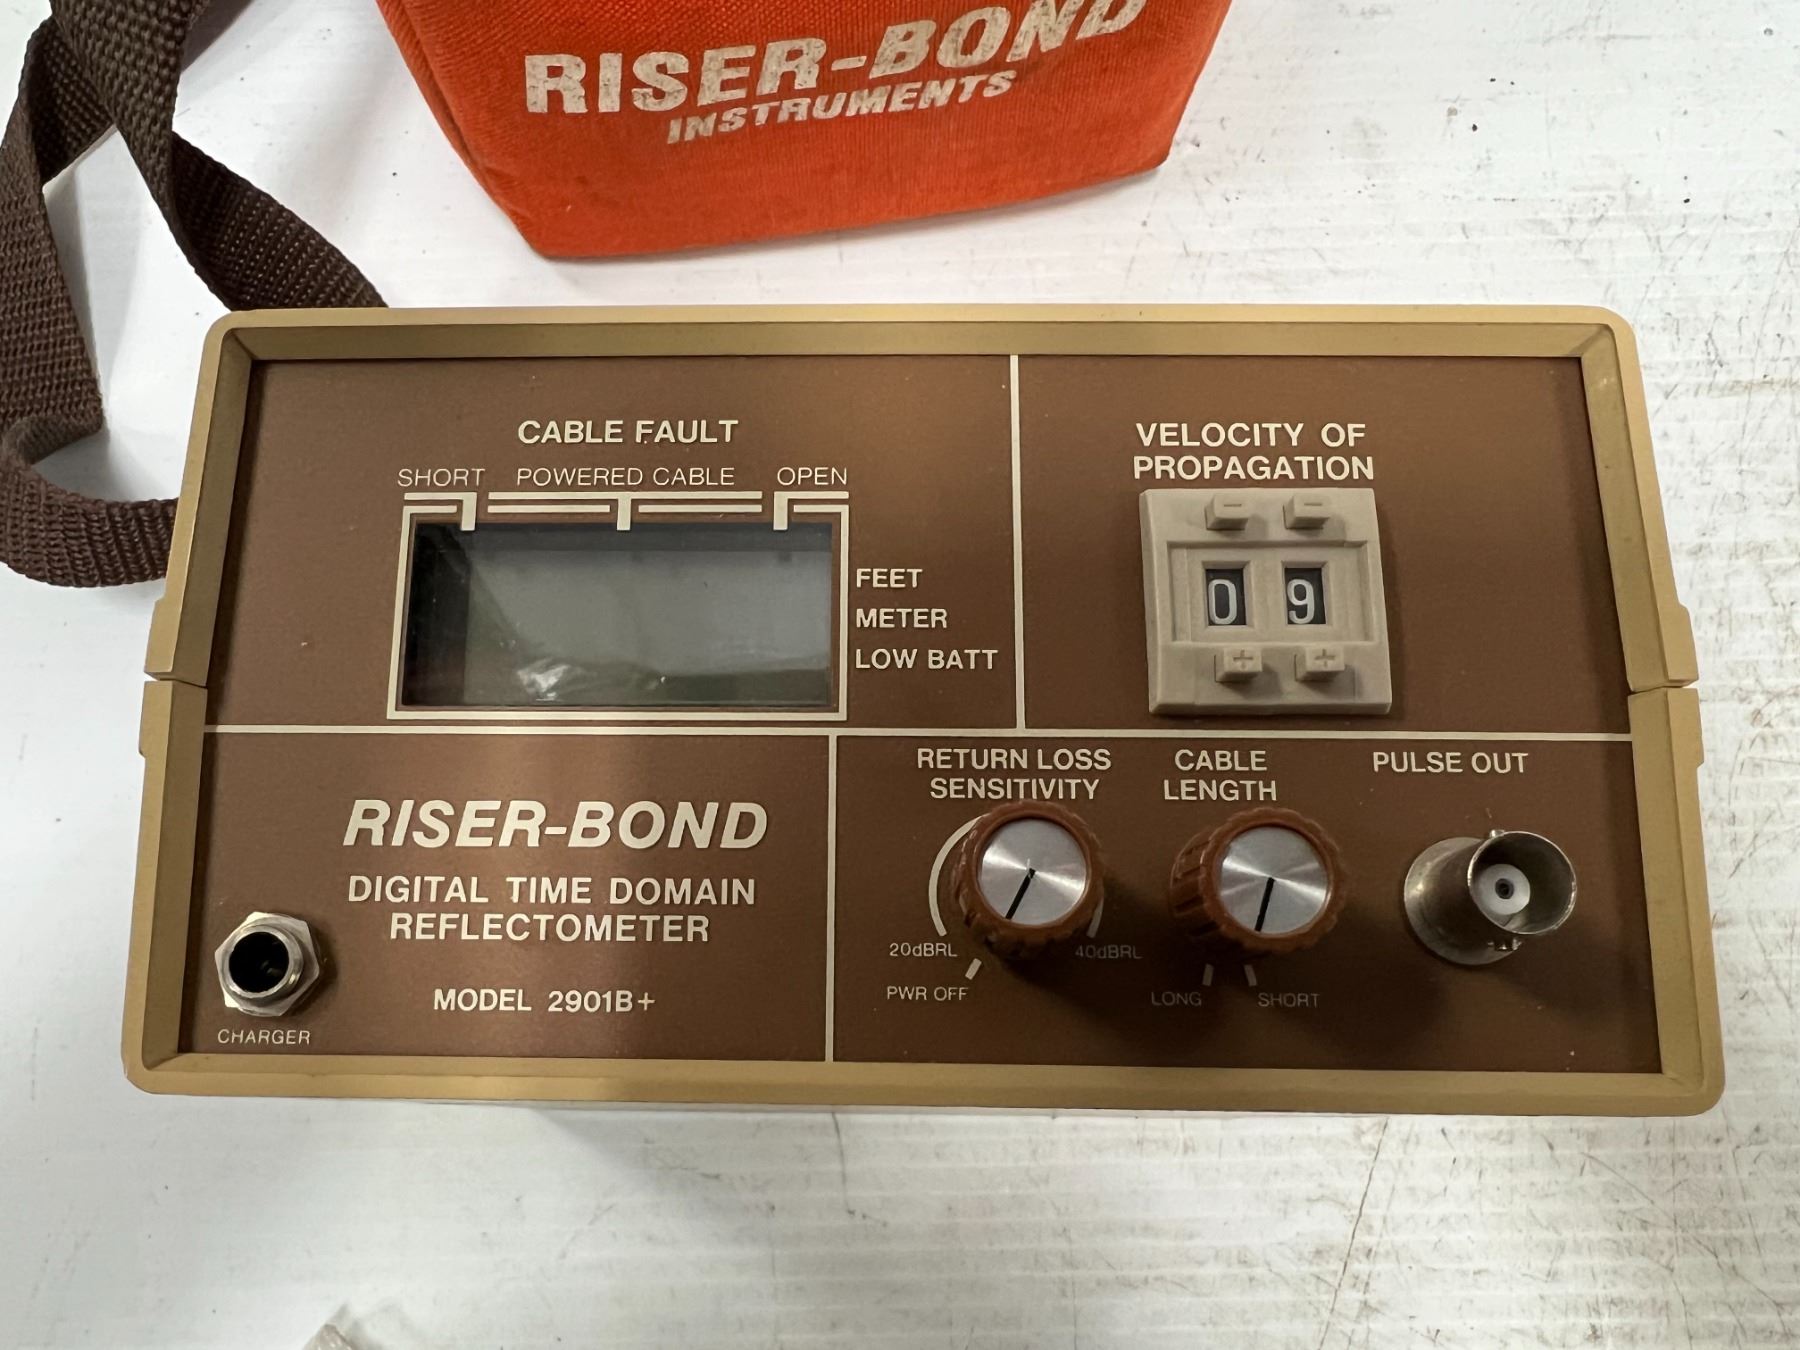 RISER-BOND
INSTRUMENTS
CABLE FAULT
SHORT POWERED CABLE OPEN
FEET
METER
LOW BATT
VELOCITY OF
PROPAGATION
- -
0 9
+ +
RISER-BOND
DIGITAL TIME DOMAIN
REFLECTOMETER
MODEL 2901B+
CHARGER
RETURN LOSS
SENSITIVITY
20dBRL 40dBRL
PWR OFF
CABLE
LENGTH
LONG SHORT
PULSE OUT